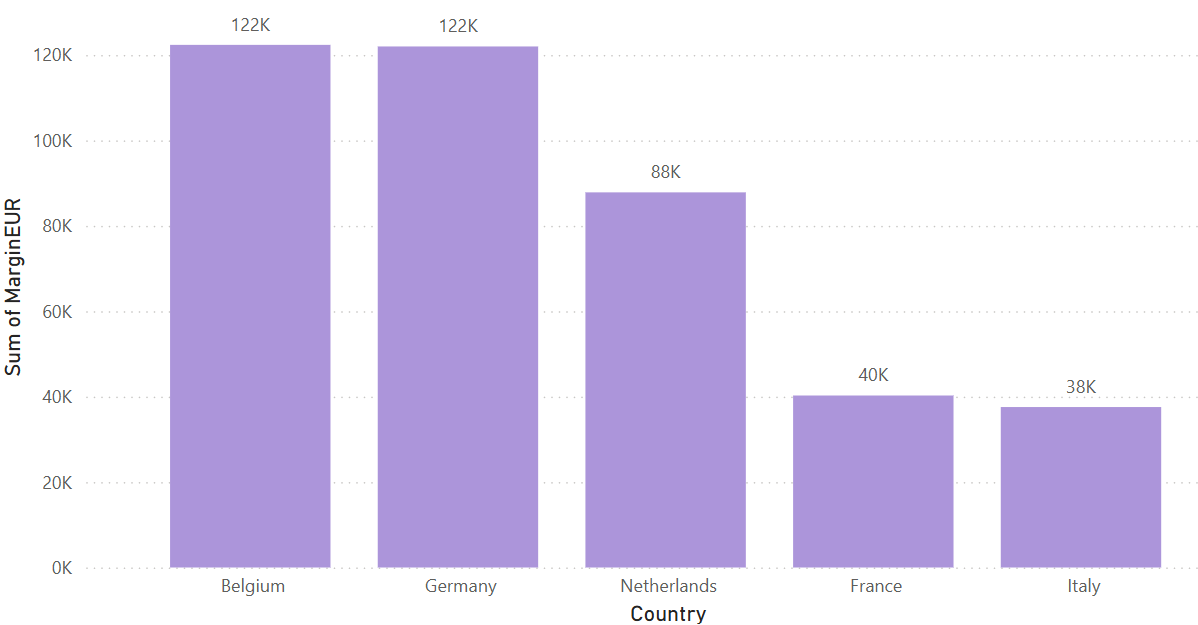 122K
122K
120K
100K
88K
80K
Sum of MarginEUR
60K
40K
38K
40K
20K
0K
Belgium
Germany
Netherlands
France
Italy
Country